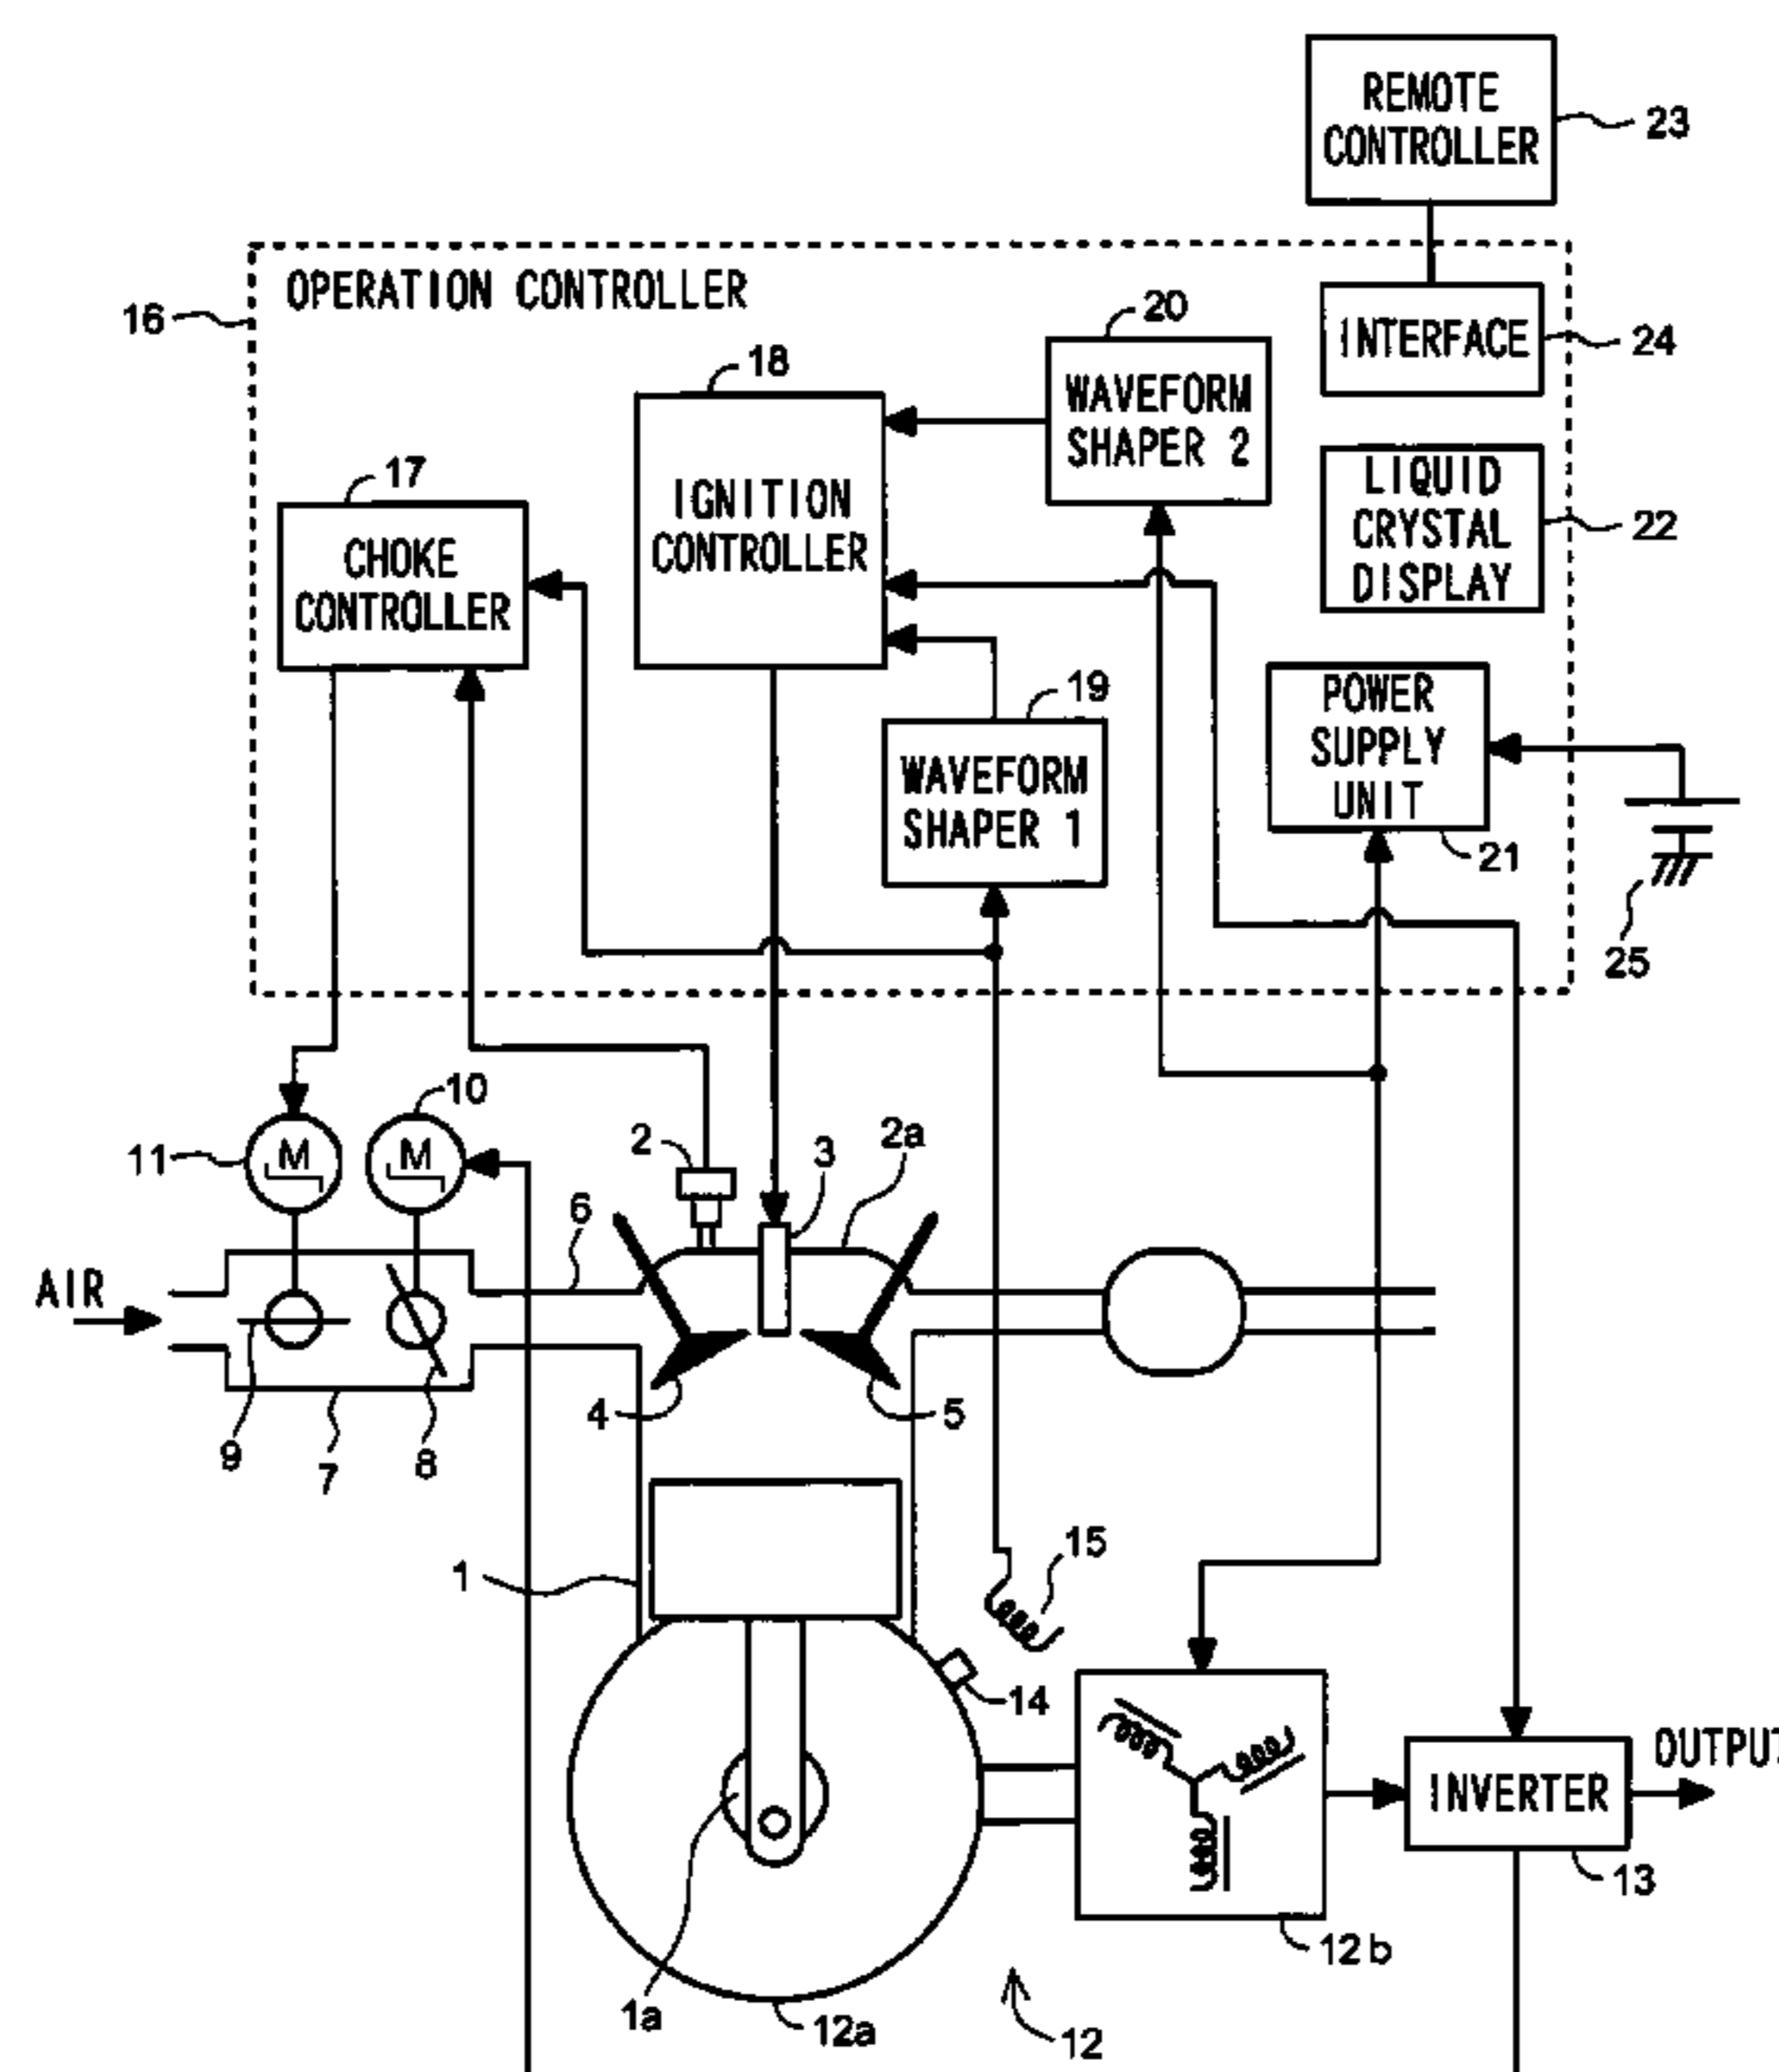 REMOTE
CONTROLLER
23
OPERATION CONTROLLER
16
20
INTERFACE
24
18
WAVEFORM
SHAPER 2
17
IGNITION
CONTROLLER
LIQUID
CRYSTAL
DISPLAY
22
CHOKE
CONTROLLER
19
POWER
SUPPLY
UNIT
WAVEFORM
SHAPER 1
21
25
10
11
M
M
2
3
2a
6
AIR
4
5
9
7
8
15
1
14
OUTPUT
INVERTER
13
12b
1a
12a
12